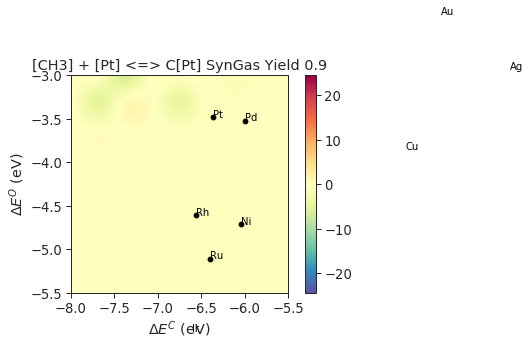 Au
Ag
[CH3] + [Pt] <=> C[Pt] SynGas Yield 0.9
−3.0
−3.5
−4.0
−4.5
−5.0
−5.5
ΔE^O (eV)
Pt
Pd
Cu
Rh
Ni
Ru
20
10
0
−10
−20
−8.0 −7.5 −7.0 −6.5 −6.0 −5.5
ΔE^C (eV)
Ir